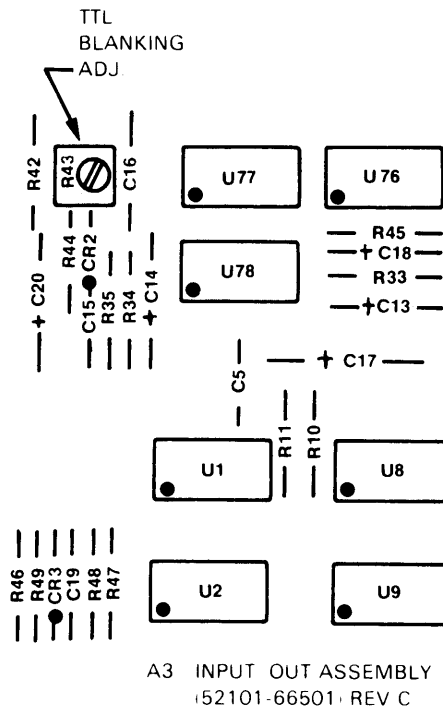 TTL
BLANKING
ADJ.
R42
R43
C16
U77
U76
R44
CR2
C20
+
C15
R35
R34
+ C14
U78
R45
+ C18
R33
+ C13
C5
+ C17
R11
R10
U1
U8
R46
R49
CR3
C19
R48
R47
U2
U9
A3 INPUT OUT ASSEMBLY
(52101-66501) REV C